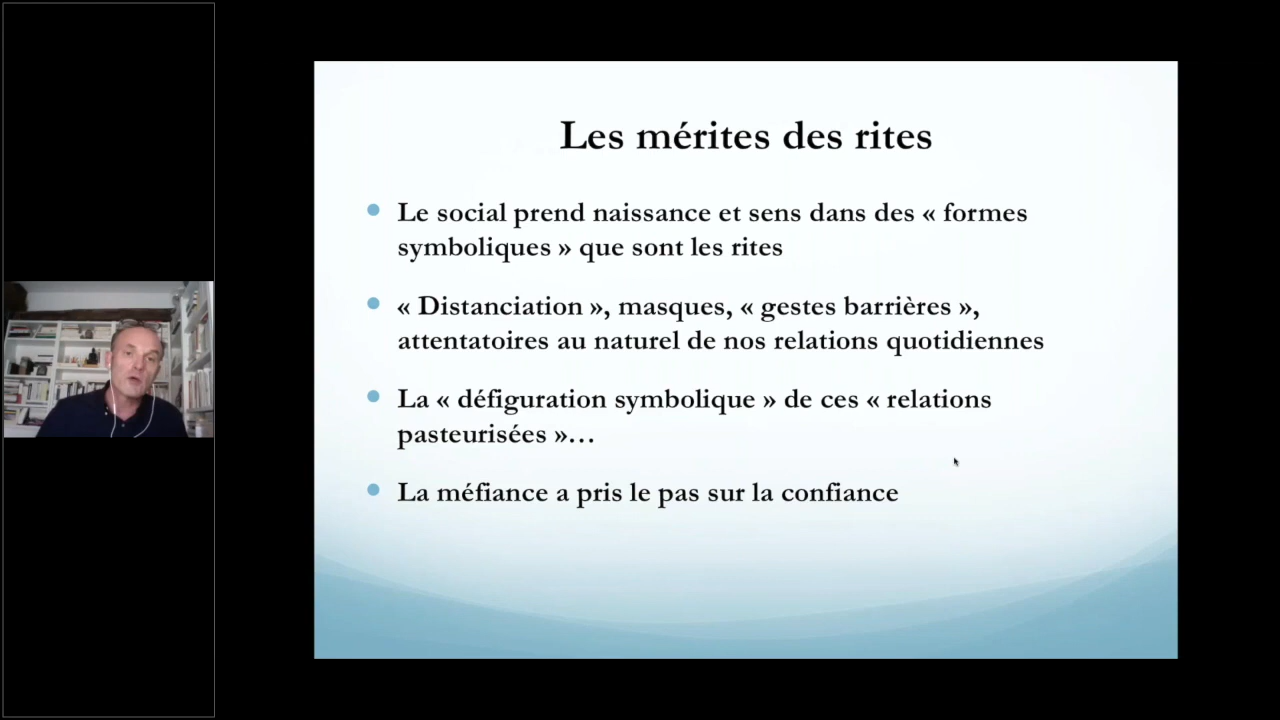 Les mérites des rites
Le social prend naissance et sens dans des « formes
symboliques » que sont les rites
« Distanciation », masques, « gestes barrières »,
attentatoires au naturel de nos relations quotidiennes
La « défiguration symbolique » de ces « relations
pasteurisées »…
La méfiance a pris le pas sur la confiance